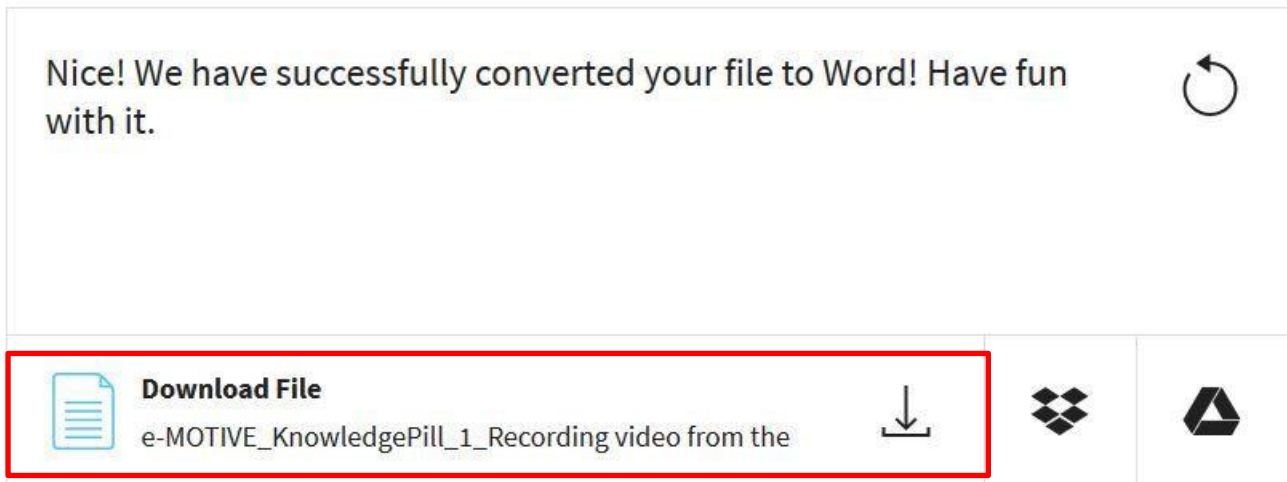 Nice! We have successfully converted your file to Word! Have fun
with it.
Download File
e-MOTIVE_KnowledgePill_1_Recording video from the